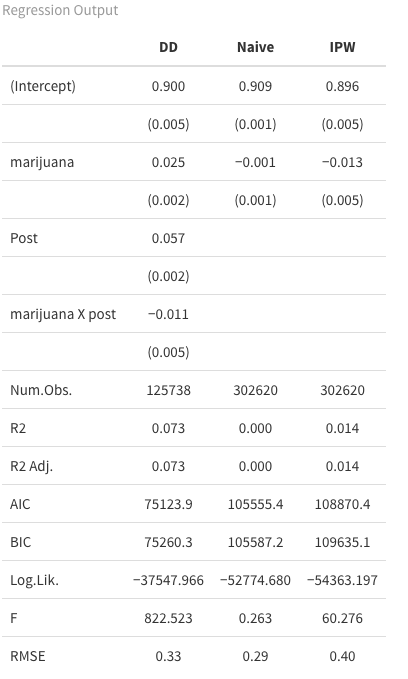 Regression Output
DD Naive IPW
(Intercept) 0.900 0.909 0.896
(0.005) (0.001) (0.005)
marijuana 0.025 −0.001 −0.013
(0.002) (0.001) (0.005)
Post 0.057
(0.002)
marijuana X post −0.011
(0.005)
Num.Obs. 125738 302620 302620
R2 0.073 0.000 0.014
R2 Adj. 0.073 0.000 0.014
AIC 75123.9 105555.4 108870.4
BIC 75260.3 105587.2 109635.1
Log.Lik. −37547.966 −52774.680 −54363.197
F 822.523 0.263 60.276
RMSE 0.33 0.29 0.40